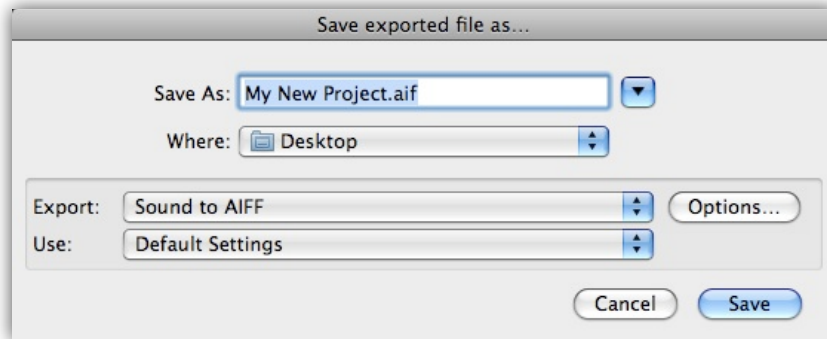 Save exported file as...
Save As: My New Project.aif
Where: Desktop
Export: Sound to AIFF Options...
Use: Default Settings
Cancel Save